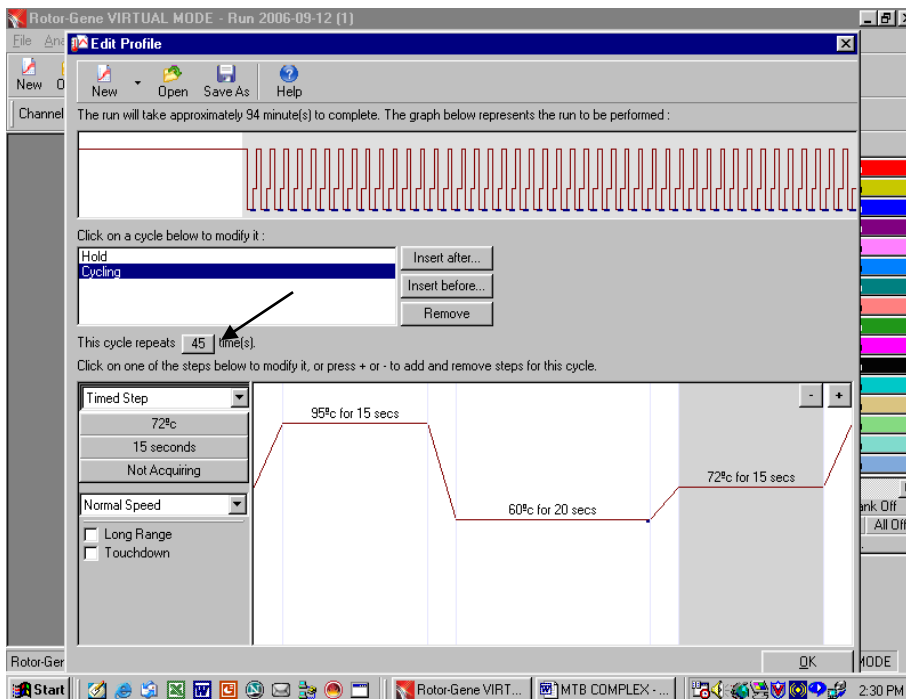 Rotor-Gene VIRTUAL MODE - Run 2006-09-12 (1)
File Ana
Edit Profile
New
New Open Save As Help
Channel
The run will take approximately 94 minute(s) to complete. The graph below represents the run to be performed :
Click on a cycle below to modify it :
Hold
Cycling
Insert after...
Insert before...
Remove
This cycle repeats 45 time(s).
Click on one of the steps below to modify it, or press + or - to add and remove steps for this cycle.
Timed Step
- +
72ºc
15 seconds
Not Acquiring
Normal Speed
Long Range
Touchdown
95ºc for 15 secs
60ºc for 20 secs
72ºc for 15 secs
ank Off
All Off
OK
Rotor-Ger
MODE
Start
Rotor-Gene VIRT...
MTB COMPLEX - ...
2:30 PM